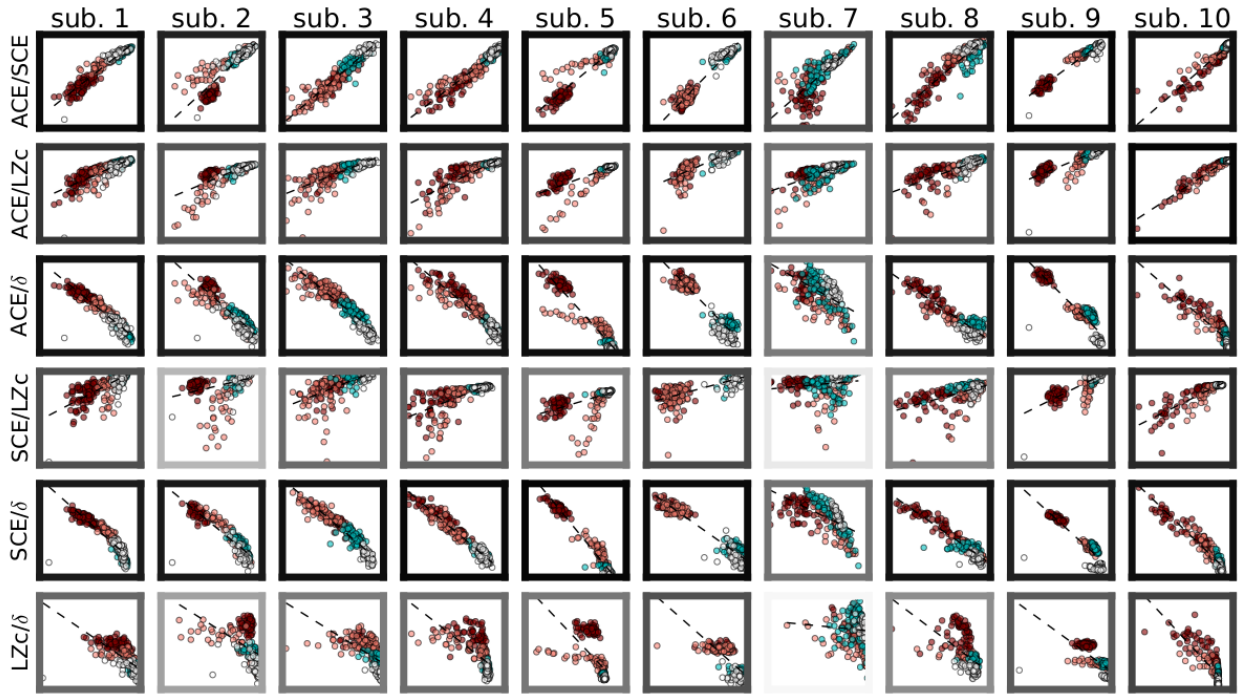 sub. 1 sub. 2 sub. 3 sub. 4 sub. 5 sub. 6 sub. 7 sub. 8 sub. 9 sub. 10
ACE/SCE
ACE/LZc
ACE/δ
SCE/LZc
SCE/δ
LZc/δ